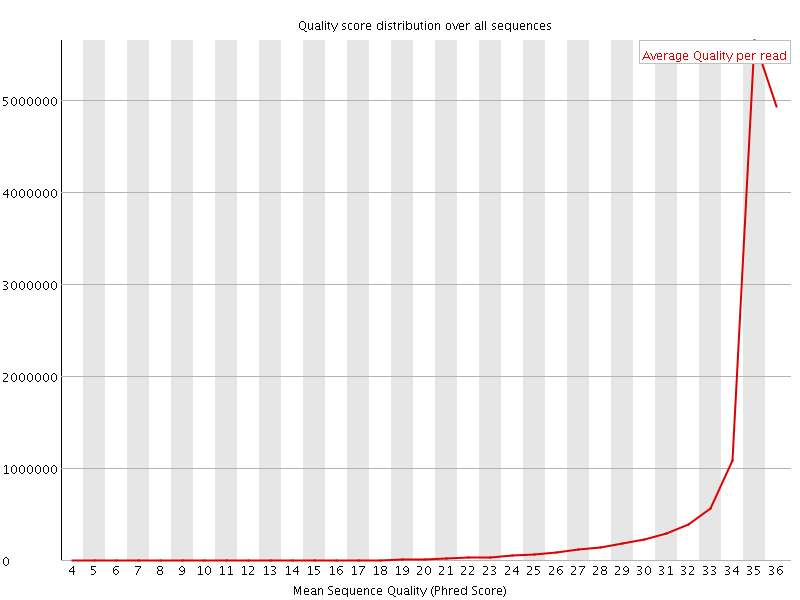 Quality score distribution over all sequences
Average Quality per read
5000000
4000000
3000000
2000000
1000000
0
4 5 6 7 8 9 10 11 12 13 14 15 16 17 18 19 20 21 22 23 24 25 26 27 28 29 30 31 32 33 34 35 36
Mean Sequence Quality (Phred Score)